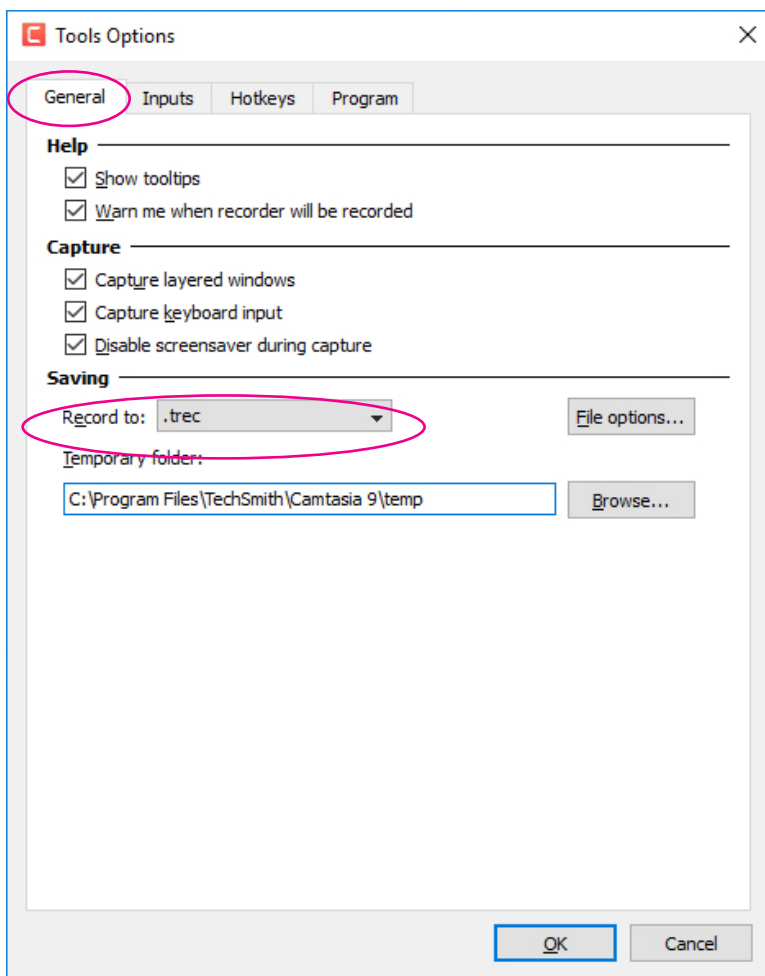 Tools Options
General Inputs Hotkeys Program
Help
Show tooltips
Warn me when recorder will be recorded
Capture
Capture layered windows
Capture keyboard input
Disable screensaver during capture
Saving
Record to: .trec File options...
Temporary folder:
C:\Program Files\TechSmith\Camtasia 9\temp Browse...
OK Cancel